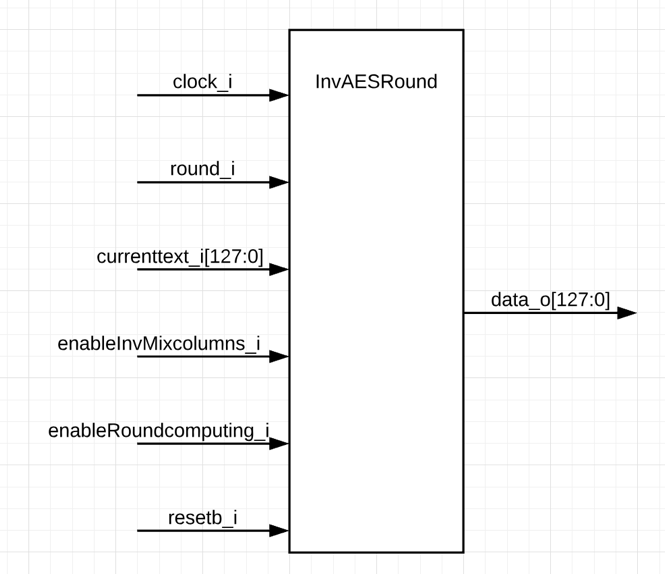 clock_i
InvAESRound
round_i
currenttext_i[127:0]
data_o[127:0]
enableInvMixcolumns_i
enableRoundcomputing_i
resetb_i